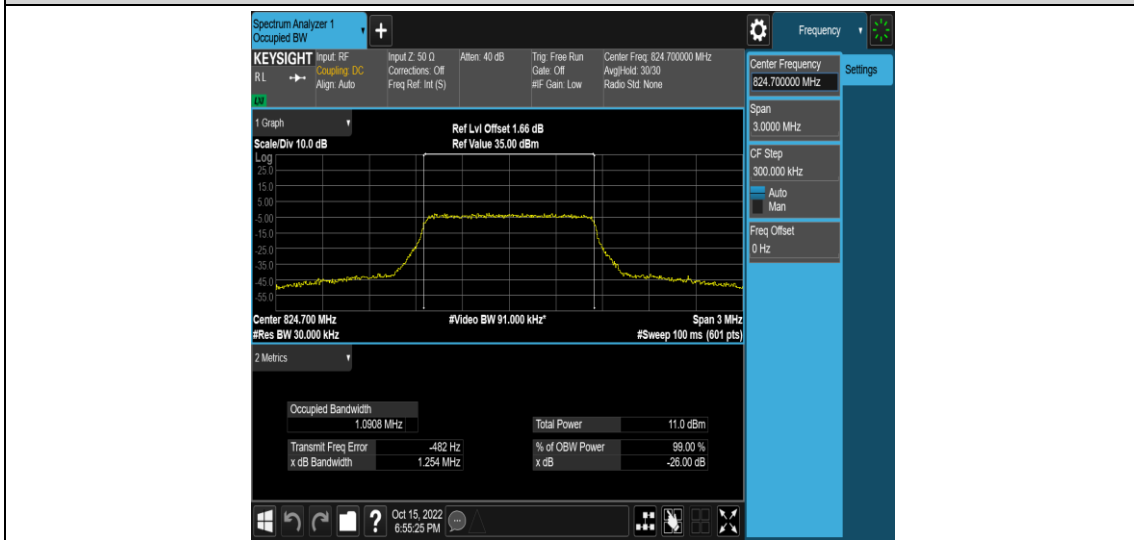 Spectrum Analyzer 1
Occupied BW
+
Frequency
KEYSIGHT
RL
LXI
Input: RF
Coupling: DC
Align: Auto
Input Z: 50 Ω
Corrections: Off
Freq Ref: Int (S)
Atten: 40 dB
Trig: Free Run
Gate: Off
#IF Gain: Low
Center Freq: 824.700000 MHz
Avg|Hold: 30/30
Radio Std: None
Center Frequency
824.700000 MHz
Settings
Span
3.0000 MHz
CF Step
300.000 kHz
Auto
Man
Freq Offset
0 Hz
1 Graph
Scale/Div 10.0 dB
Ref Lvl Offset 1.66 dB
Ref Value 35.00 dBm
Log
25.0
15.0
5.00
-5.00
-15.0
-25.0
-35.0
-45.0
-55.0
Center 824.700 MHz
#Video BW 91.000 kHz*
Span 3 MHz
#Res BW 30.000 kHz
#Sweep 100 ms (601 pts)
2 Metrics
Occupied Bandwidth
1.0908 MHz
Total Power 11.0 dBm
Transmit Freq Error -482 Hz
% of OBW Power 99.00 %
x dB Bandwidth 1.254 MHz
x dB -26.00 dB
?
Oct 15, 2022
6:55:25 PM